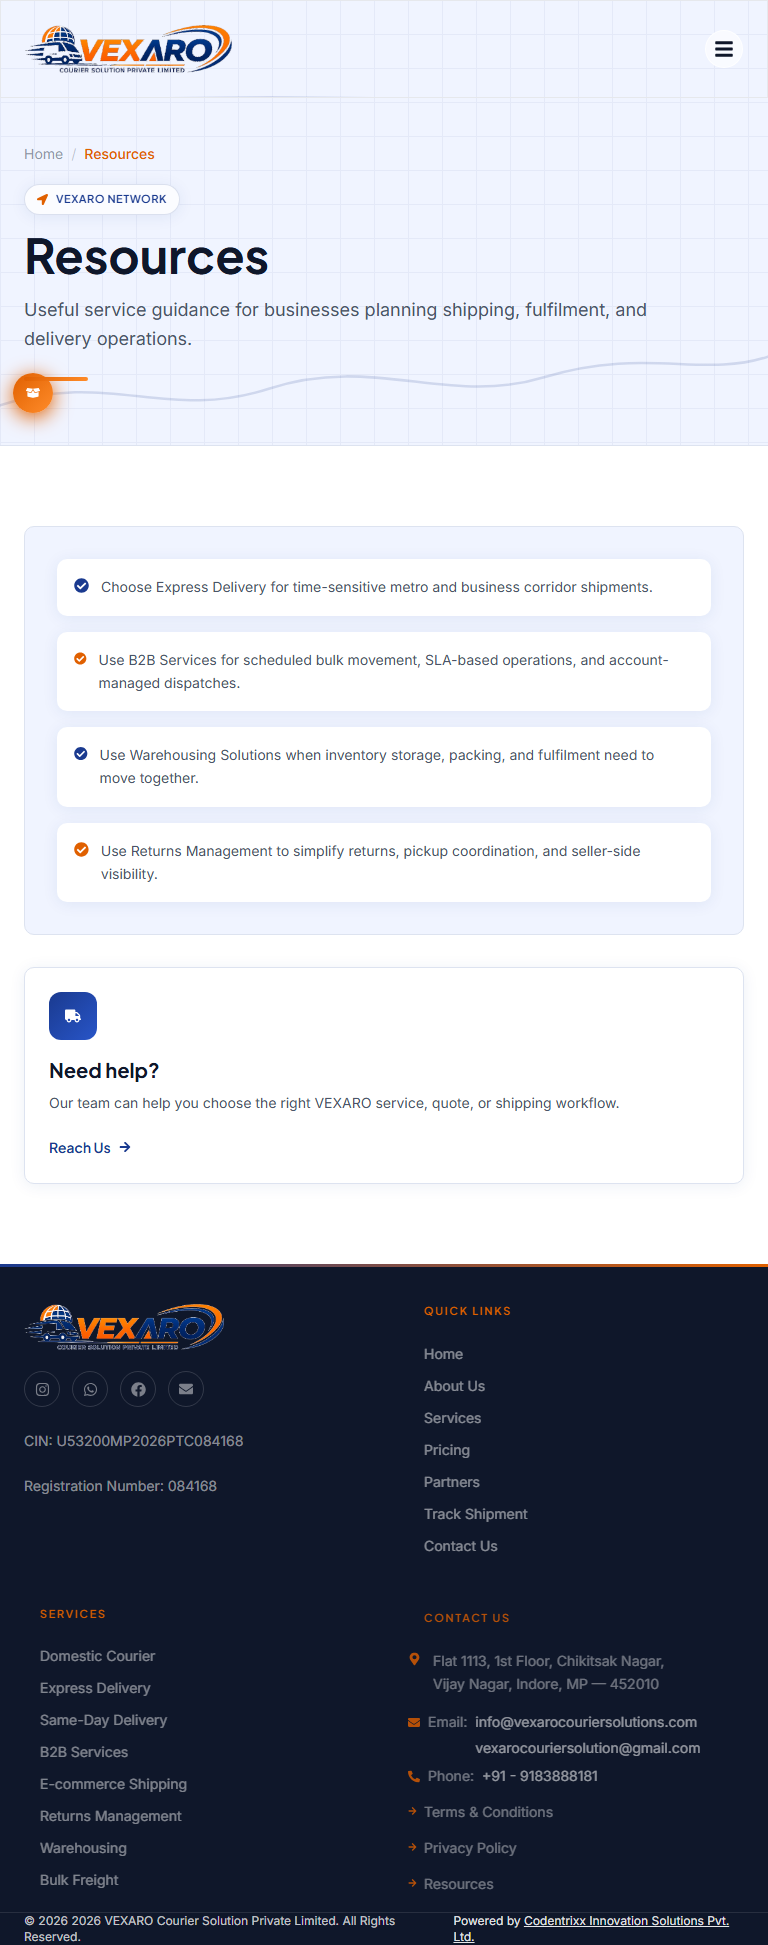 VEXARO
COURIER SOLUTION PRIVATE LIMITED
Home / Resources
VEXARO NETWORK
Resources
Useful service guidance for businesses planning shipping, fulfilment, and
delivery operations.
Choose Express Delivery for time-sensitive metro and business corridor shipments.
Use B2B Services for scheduled bulk movement, SLA-based operations, and account-
managed dispatches.
Use Warehousing Solutions when inventory storage, packing, and fulfilment need to
move together.
Use Returns Management to simplify returns, pickup coordination, and seller-side
visibility.
Need help?
Our team can help you choose the right VEXARO service, quote, or shipping workflow.
Reach Us
VEXARO
COURIER SOLUTION PRIVATE LIMITED
CIN: U53200MP2026PTC084168
Registration Number: 084168
QUICK LINKS
Home
About Us
Services
Pricing
Partners
Track Shipment
Contact Us
SERVICES
Domestic Courier
Express Delivery
Same-Day Delivery
B2B Services
E-commerce Shipping
Returns Management
Warehousing
Bulk Freight
CONTACT US
Flat 1113, 1st Floor, Chikitsak Nagar,
Vijay Nagar, Indore, MP — 452010
Email: info@vexarocouriersolutions.com
vexarocouriersolution@gmail.com
Phone: +91 - 9183888181
Terms & Conditions
Privacy Policy
Resources
© 2026 2026 VEXARO Courier Solution Private Limited. All Rights
Reserved.
Powered by Codentrixx Innovation Solutions Pvt.
Ltd.